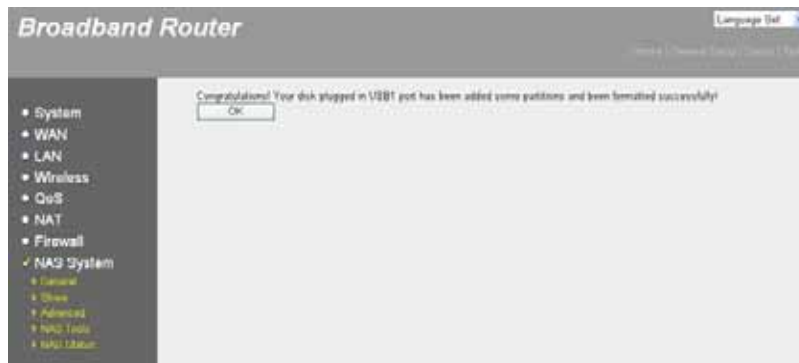 Broadband Router
Language Set
Congratulations! Your disk plugged in USB1 port has been added some partitions and been formatted successfully!
OK
System
WAN
LAN
Wireless
QoS
NAT
Firewall
NAS System
General
Share
Advanced
NAS Tools
NAS Status